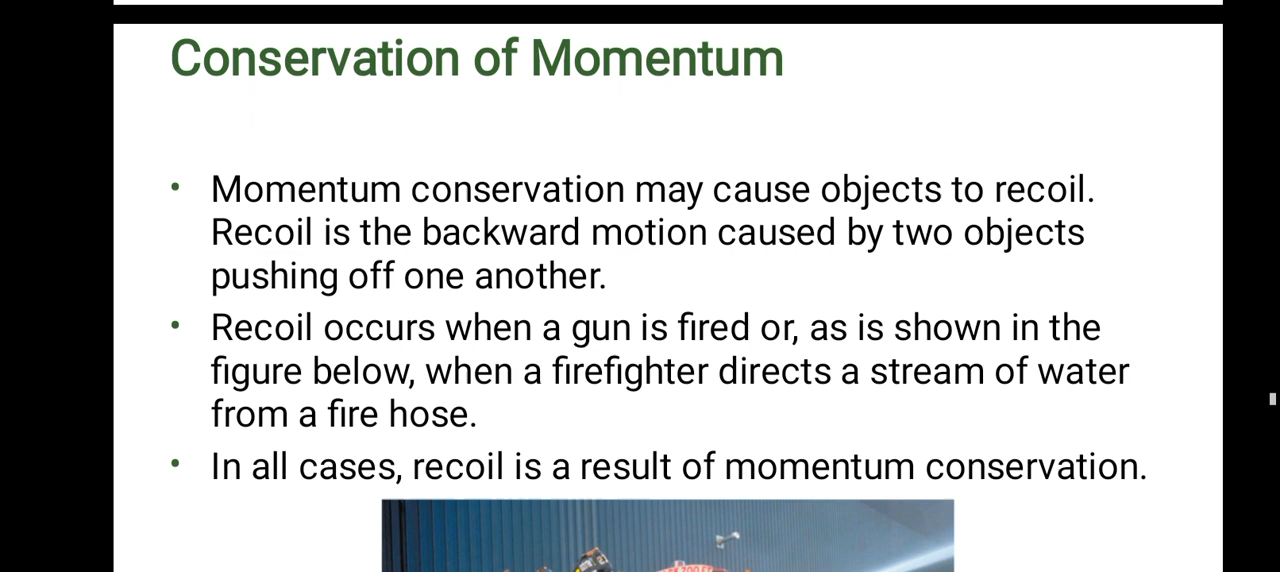 Conservation of Momentum
• Momentum conservation may cause objects to recoil.
Recoil is the backward motion caused by two objects
pushing off one another.
• Recoil occurs when a gun is fired or, as is shown in the
figure below, when a firefighter directs a stream of water
from a fire hose.
• In all cases, recoil is a result of momentum conservation.